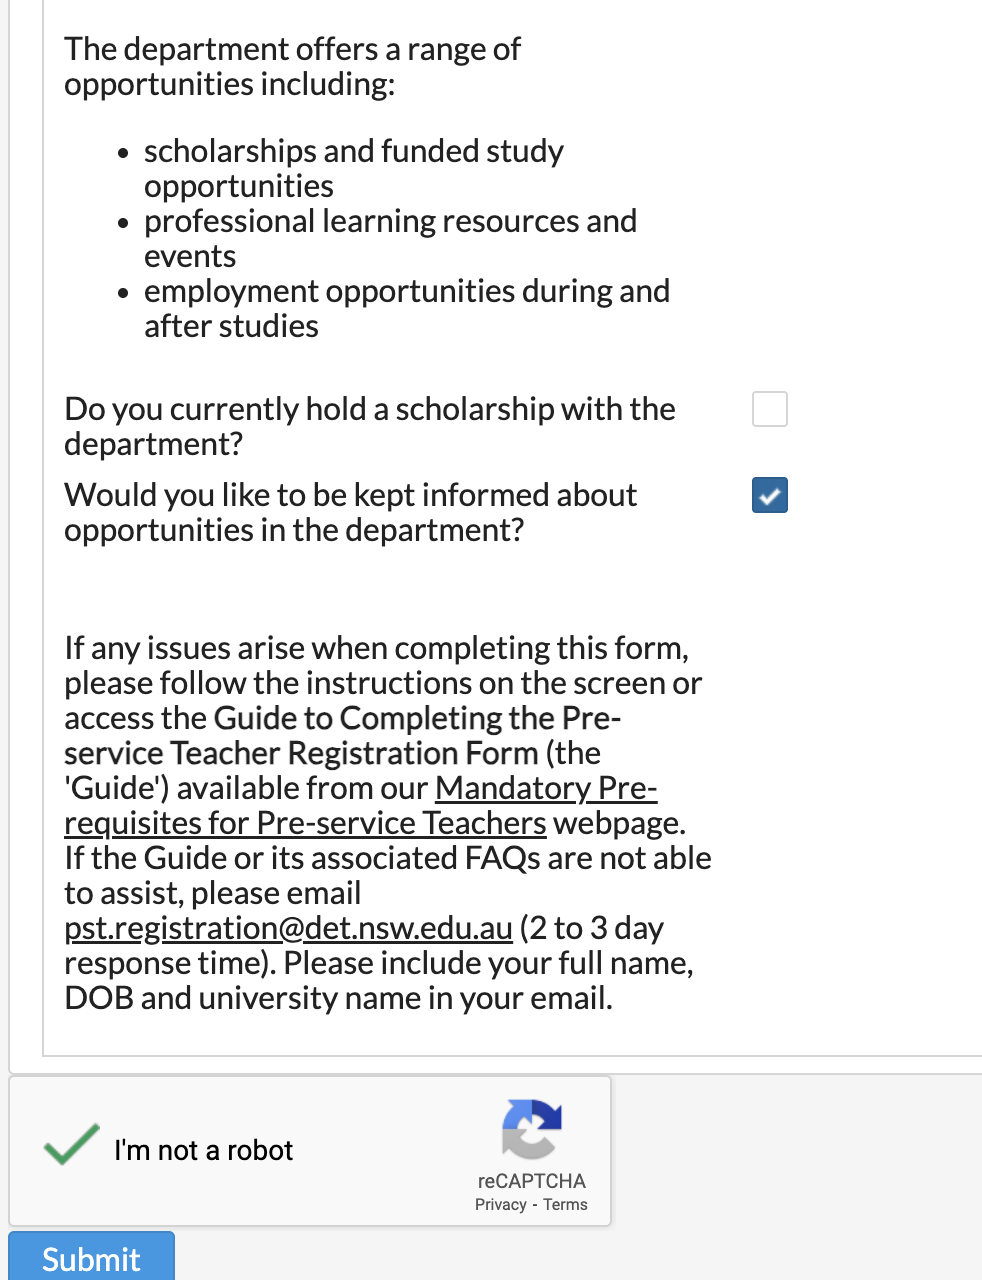 The department offers a range of
opportunities including:
• scholarships and funded study
opportunities
• professional learning resources and
events
• employment opportunities during and
after studies
Do you currently hold a scholarship with the
department?
Would you like to be kept informed about
opportunities in the department?
If any issues arise when completing this form,
please follow the instructions on the screen or
access the Guide to Completing the Pre-
service Teacher Registration Form (the
'Guide') available from our Mandatory Pre-
requisites for Pre-service Teachers webpage.
If the Guide or its associated FAQs are not able
to assist, please email
pst.registration@det.nsw.edu.au (2 to 3 day
response time). Please include your full name,
DOB and university name in your email.
I'm not a robot
reCAPTCHA
Privacy - Terms
Submit